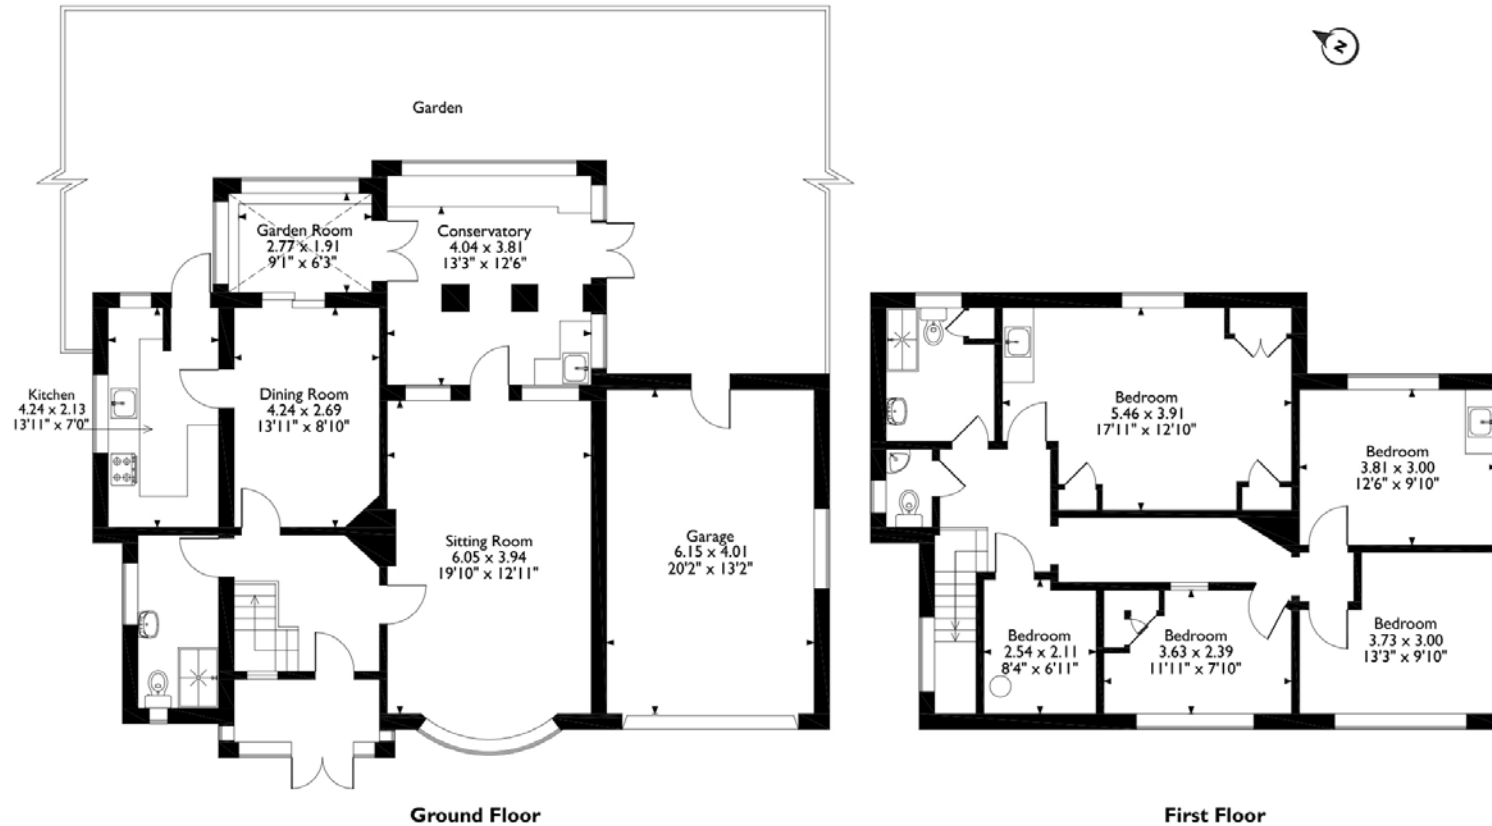 N
Garden
Garden Room
2.77 x 1.91
9'1" x 6'3"
Conservatory
4.04 x 3.81
13'3" x 12'6"
Kitchen
4.24 x 2.13
13'11" x 7'0"
Dining Room
4.24 x 2.69
13'11" x 8'10"
Sitting Room
6.05 x 3.94
19'10" x 12'11"
Garage
6.15 x 4.01
20'2" x 13'2"
Ground Floor
Bedroom
5.46 x 3.91
17'11" x 12'10"
Bedroom
3.81 x 3.00
12'6" x 9'10"
Bedroom
2.54 x 2.11
8'4" x 6'11"
Bedroom
3.63 x 2.39
11'11" x 7'10"
Bedroom
3.73 x 3.00
13'3" x 9'10"
First Floor